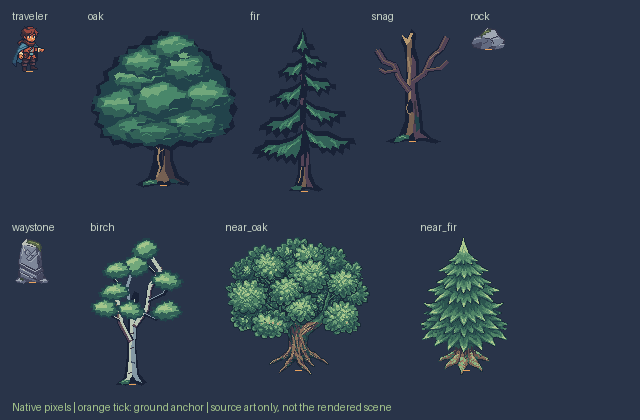 traveler oak fir snag rock
waystone birch near_oak near_fir
Native pixels | orange tick: ground anchor | source art only, not the rendered scene